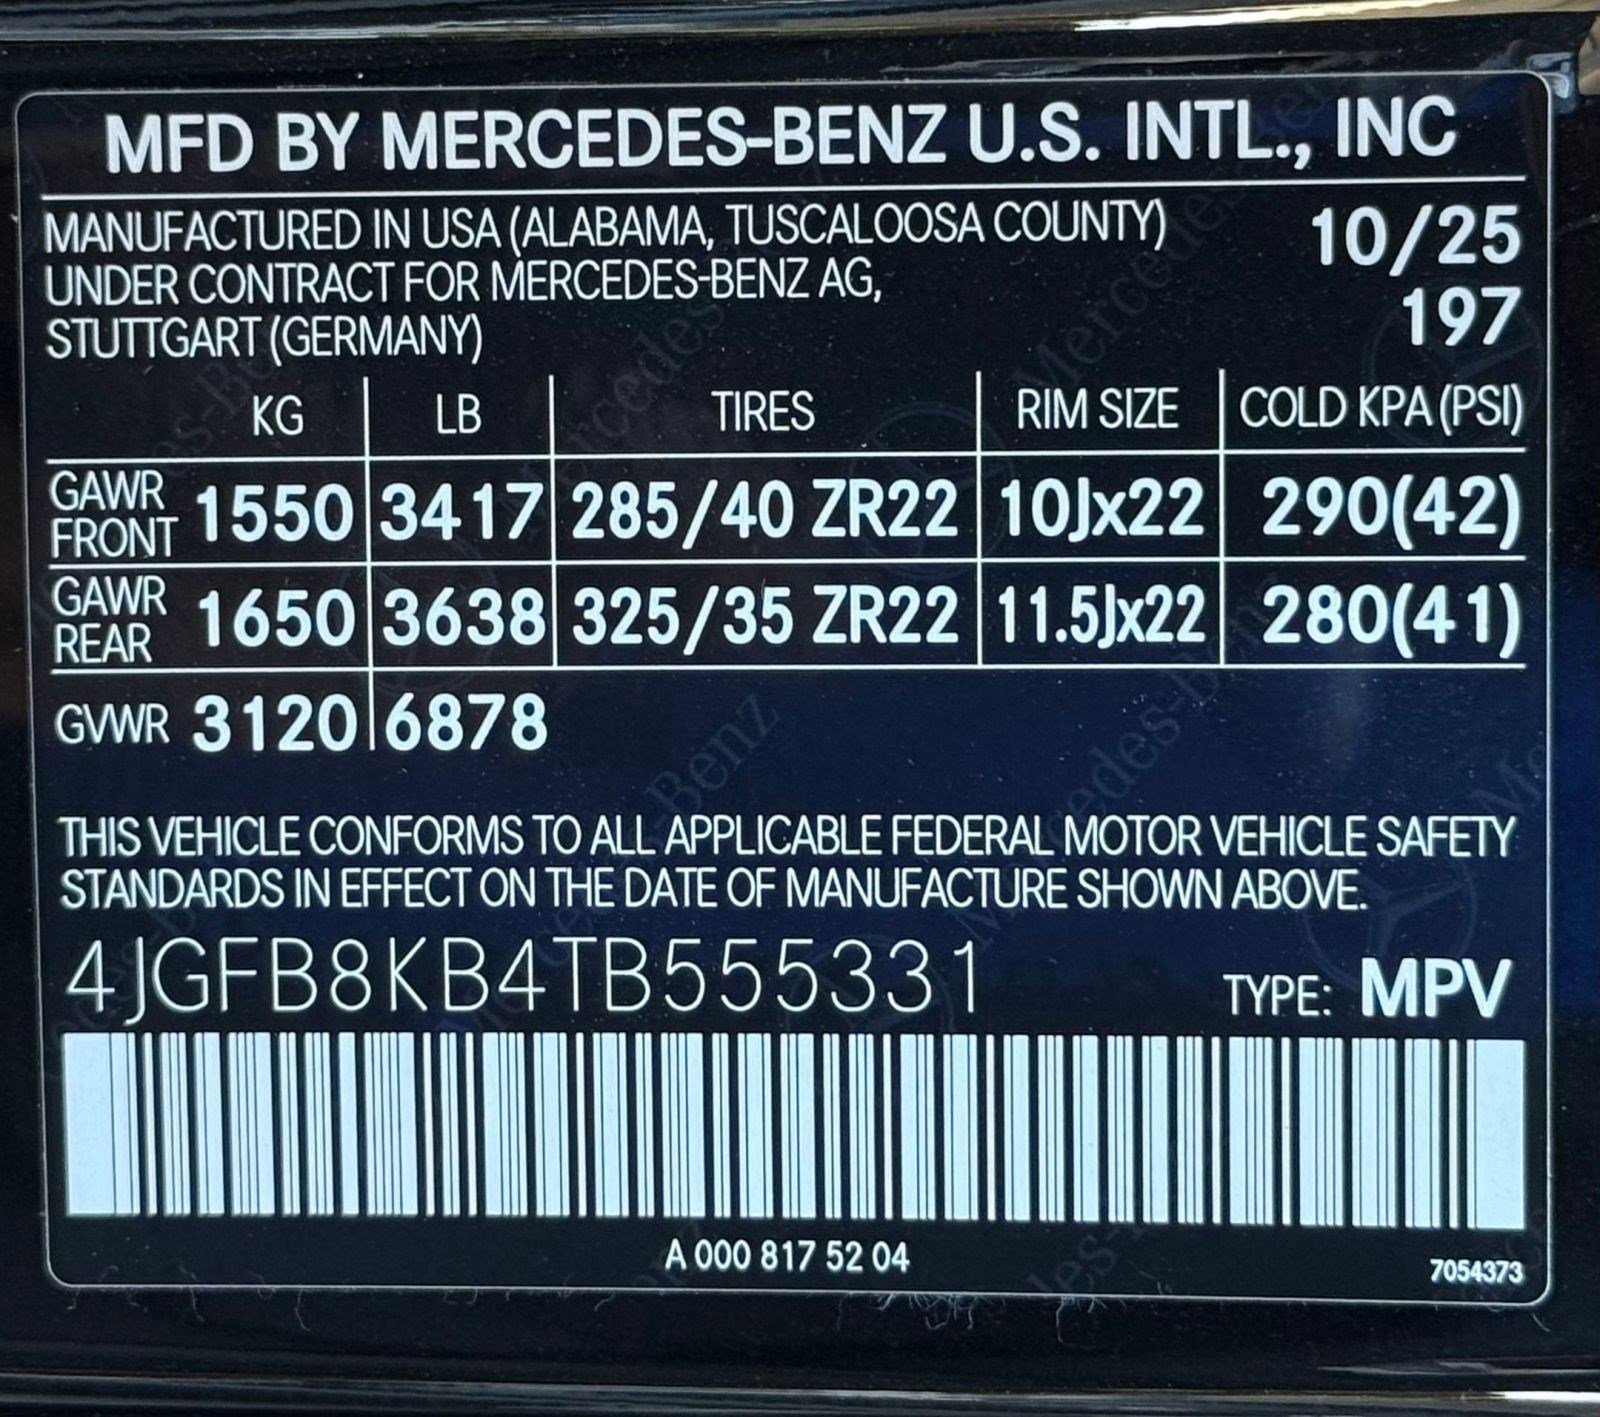 MFD BY MERCEDES-BENZ U.S. INTL., INC
MANUFACTURED IN USA (ALABAMA, TUSCALOOSA COUNTY) 10/25
UNDER CONTRACT FOR MERCEDES-BENZ AG,
197
STUTTGART (GERMANY)
KG LB TIRES RIM SIZE COLD KPA (PSI)
GAWR FRONT 1550 3417 285/40 ZR22 10Jx22 290(42)
GAWR REAR 1650 3638 325/35 ZR22 11.5Jx22 280(41)
GVWR 3120 6878
THIS VEHICLE CONFORMS TO ALL APPLICABLE FEDERAL MOTOR VEHICLE SAFETY
STANDARDS IN EFFECT ON THE DATE OF MANUFACTURE SHOWN ABOVE.
4JGFB8KB4TB555331 TYPE: MPV
A 000 817 52 04 7054373